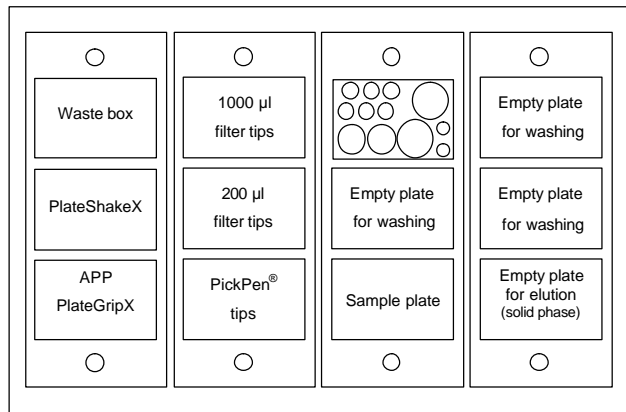 Waste box
PlateShakeX
APP
PlateGripX
1000 µl
filter tips
200 µl
filter tips
PickPen®
tips
Empty plate
for washing
Sample plate
Empty plate
for washing
Empty plate
for washing
Empty plate
for elution
(solid phase)